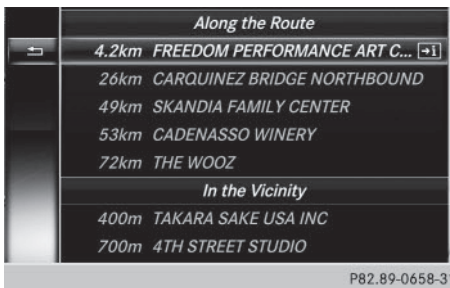 Along the Route
4.2km FREEDOM PERFORMANCE ART C...
26km CARQUINEZ BRIDGE NORTHBOUND
49km SKANDIA FAMILY CENTER
53km CADENASSO WINERY
72km THE WOOZ
In the Vicinity
400m TAKARA SAKE USA INC
700m 4TH STREET STUDIO
P82.89-0658-31